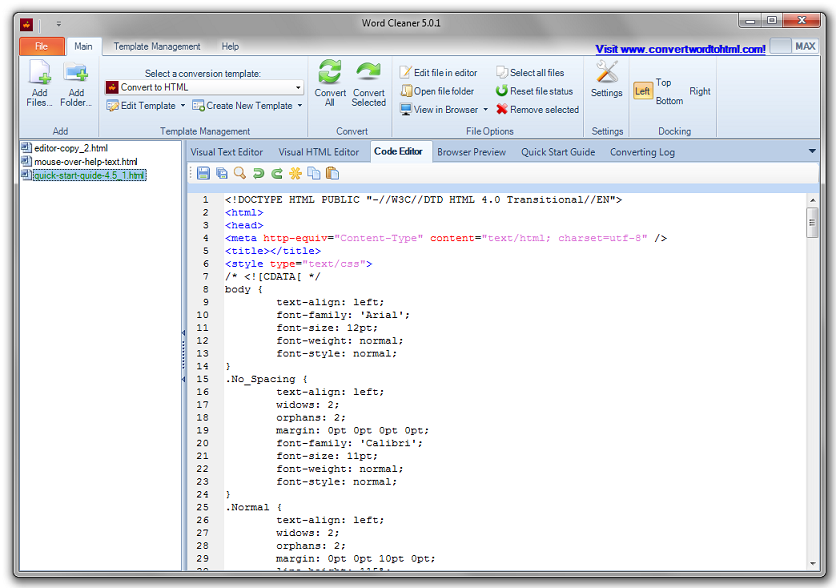 Word Cleaner 5.0.1
File Main Template Management Help
Visit www.convertwordtohtml.com! MAX
Add Files...
Add Folder...
Add
Select a conversion template:
Convert to HTML
Edit Template Create New Template
Template Management
Convert All
Convert Selected
Convert
Edit file in editor Select all files
Open file folder Reset file status
View in Browser Remove selected
File Options
Settings
Settings
Left Top Bottom Right
Docking
editor-copy_2.html
mouse-over-help-text.html
quick-start-guide-4.5_1.html
Visual Text Editor Visual HTML Editor Code Editor Browser Preview Quick Start Guide Converting Log
1 <!DOCTYPE HTML PUBLIC "-//W3C//DTD HTML 4.0 Transitional//EN">
2 <html>
3 <head>
4 <meta http-equiv="Content-Type" content="text/html; charset=utf-8" />
5 <title></title>
6 <style type="text/css">
7 /* <![CDATA[ */
8 body {
9 text-align: left;
10 font-family: 'Arial';
11 font-size: 12pt;
12 font-weight: normal;
13 font-style: normal;
14 }
15 .No_Spacing {
16 text-align: left;
17 widows: 2;
18 orphans: 2;
19 margin: 0pt 0pt 0pt 0pt;
20 font-family: 'Calibri';
21 font-size: 11pt;
22 font-weight: normal;
23 font-style: normal;
24 }
25 .Normal {
26 text-align: left;
27 widows: 2;
28 orphans: 2;
29 margin: 0pt 0pt 10pt 0pt;